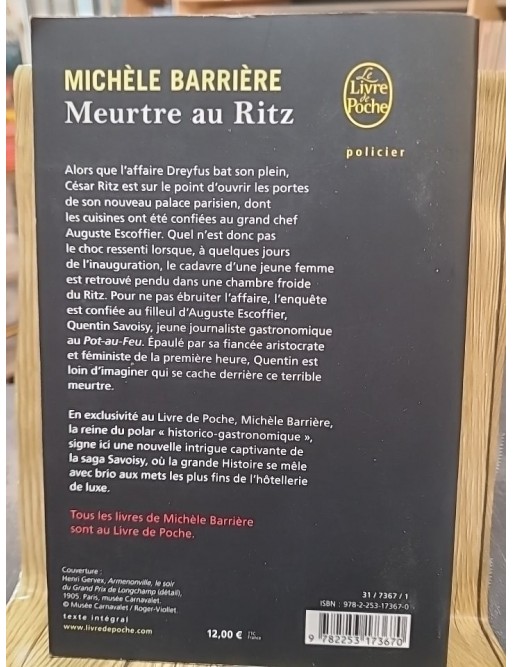 MICHÈLE BARRIÈRE
Meurtre au Ritz
Le
Livre
de
Poche
policier
Alors que l'affaire Dreyfus bat son plein,
César Ritz est sur le point d'ouvrir les portes
de son nouveau palace parisien, dont
les cuisines ont été confiées au grand chef
Auguste Escoffier. Quel n'est donc pas
le choc ressenti lorsque, à quelques jours
de l'inauguration, le cadavre d'une jeune femme
est retrouvé pendu dans une chambre froide
du Ritz. Pour ne pas ébruiter l'affaire, l'enquête
est confiée au filleul d'Auguste Escoffier,
Quentin Savoisy, jeune journaliste gastronomique
au Pot-au-Feu. Épaulé par sa fiancée aristocrate
et féministe de la première heure, Quentin est
loin d'imaginer qui se cache derrière ce terrible
meurtre.
En exclusivité au Livre de Poche, Michèle Barrière,
la reine du polar « historico-gastronomique »,
signe ici une nouvelle intrigue captivante de
la saga Savoisy, où la grande Histoire se mêle
avec brio aux mets les plus fins de l'hôtellerie
de luxe.
Tous les livres de Michèle Barrière
sont au Livre de Poche.
Couverture :
Henri Gervex, Armenonville, le soir
du Grand Prix de Longchamp (détail),
1905. Paris, musée Carnavalet.
© Musée Carnavalet / Roger-Viollet.
texte intégral
www.livredepoche.com
12,00 € TTC
France
31 / 7367 / 1
ISBN : 978-2-253-17367-0
9 782253 173670